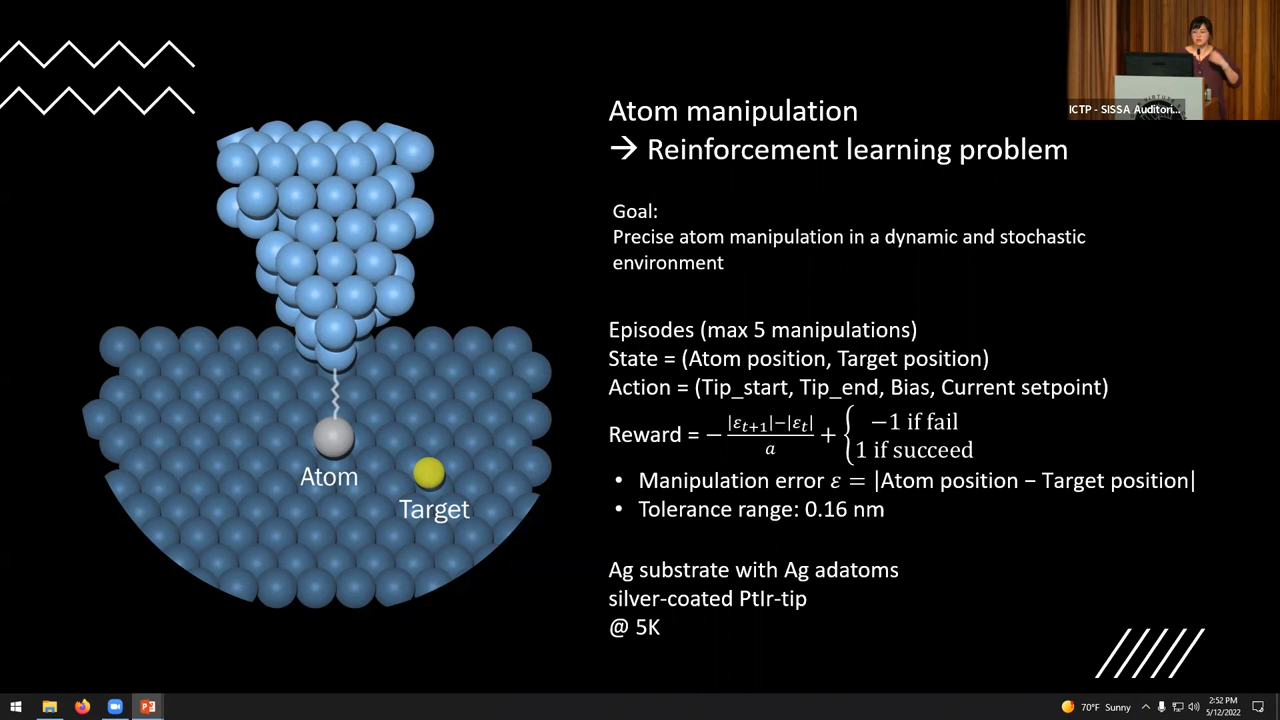 ICTP - SISSA Auditori...
Atom manipulation
→ Reinforcement learning problem
Goal:
Precise atom manipulation in a dynamic and stochastic
environment
Episodes (max 5 manipulations)
State = (Atom position, Target position)
Action = (Tip_start, Tip_end, Bias, Current setpoint)
Reward = − |εₜ₊₁|−|εₜ| / a + { −1 if fail
1 if succeed
• Manipulation error ε = |Atom position − Target position|
• Tolerance range: 0.16 nm
Ag substrate with Ag adatoms
silver-coated PtIr-tip
@ 5K
Atom
Target
70°F Sunny
2:52 PM
5/12/2022